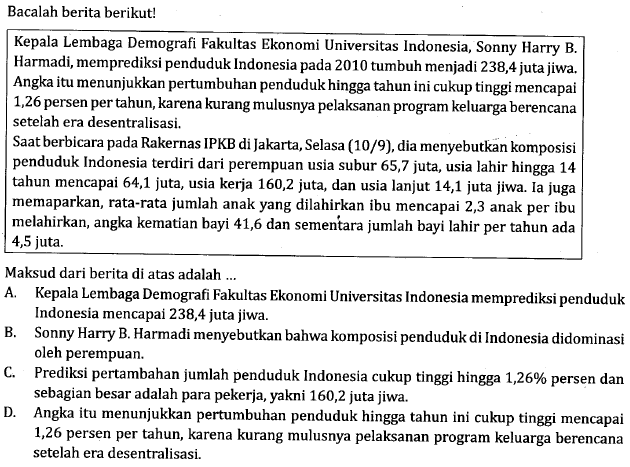 Bacalah berita berikut!
Kepala Lembaga Demografi Fakultas Ekonomi Universitas Indonesia, Sonny Harry B.
Harmadi, memprediksi penduduk Indonesia pada 2010 tumbuh menjadi 238,4 juta jiwa.
Angka itu menunjukkan pertumbuhan penduduk hingga tahun ini cukup tinggi mencapai
1,26 persen per tahun, karena kurang mulusnya pelaksanan program keluarga berencana
setelah era desentralisasi.
Saat berbicara pada Rakernas IPKB di Jakarta, Selasa (10/9), dia menyebutkan komposisi
penduduk Indonesia terdiri dari perempuan usia subur 65,7 juta, usia lahir hingga 14
tahun mencapai 64,1 juta, usia kerja 160,2 juta, dan usia lanjut 14,1 juta jiwa. Ia juga
memaparkan, rata-rata jumlah anak yang dilahirkan ibu mencapai 2,3 anak per ibu
melahirkan, angka kematian bayi 41,6 dan sementara jumlah bayi lahir per tahun ada
4,5 juta.
Maksud dari berita di atas adalah ...
A. Kepala Lembaga Demografi Fakultas Ekonomi Universitas Indonesia memprediksi penduduk
Indonesia mencapai 238,4 juta jiwa.
B. Sonny Harry B. Harmadi menyebutkan bahwa komposisi penduduk di Indonesia didominasi
oleh perempuan.
C. Prediksi pertambahan jumlah penduduk Indonesia cukup tinggi hingga 1,26% persen dan
sebagian besar adalah para pekerja, yakni 160,2 juta jiwa.
D. Angka itu menunjukkan pertumbuhan penduduk hingga tahun ini cukup tinggi mencapai
1,26 persen per tahun, karena kurang mulusnya pelaksanan program keluarga berencana
setelah era desentralisasi.